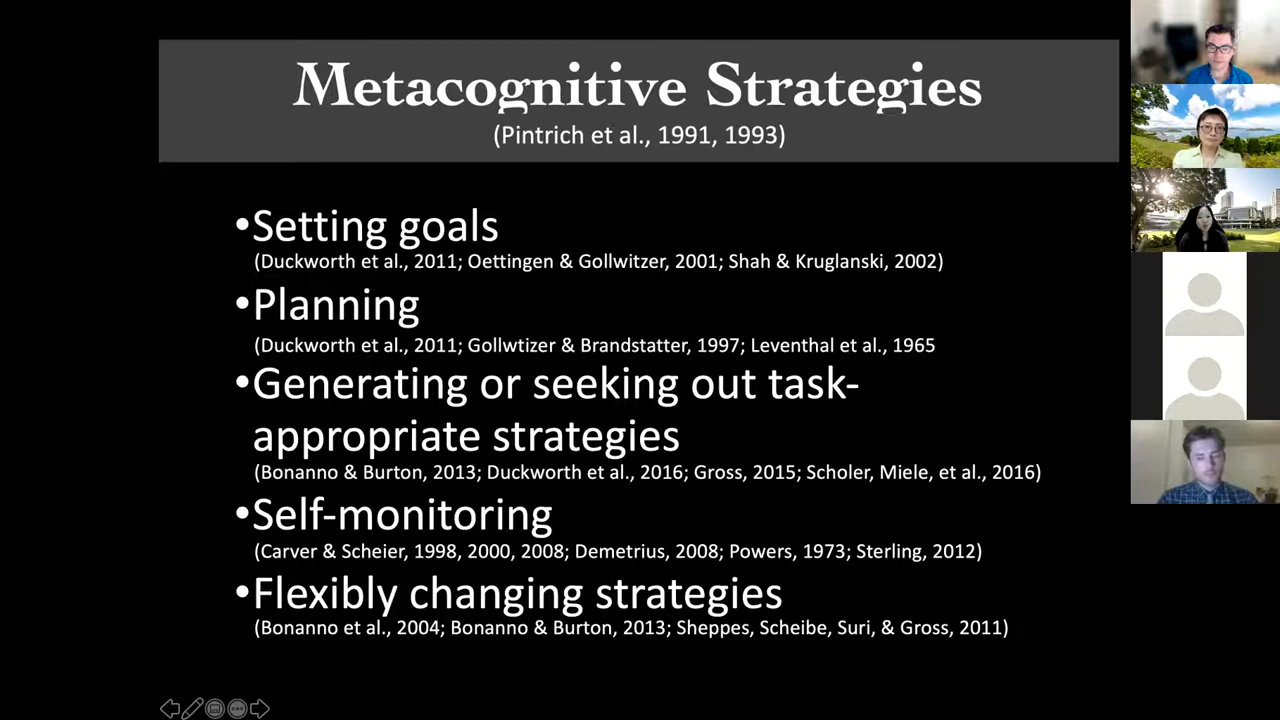 Metacognitive Strategies
(Pintrich et al., 1991, 1993)
•Setting goals
(Duckworth et al., 2011; Oettingen & Gollwitzer, 2001; Shah & Kruglanski, 2002)
•Planning
(Duckworth et al., 2011; Gollwtizer & Brandstatter, 1997; Leventhal et al., 1965
•Generating or seeking out task-
appropriate strategies
(Bonanno & Burton, 2013; Duckworth et al., 2016; Gross, 2015; Scholer, Miele, et al., 2016)
•Self-monitoring
(Carver & Scheier, 1998, 2000, 2008; Demetrius, 2008; Powers, 1973; Sterling, 2012)
•Flexibly changing strategies
(Bonanno et al., 2004; Bonanno & Burton, 2013; Sheppes, Scheibe, Suri, & Gross, 2011)